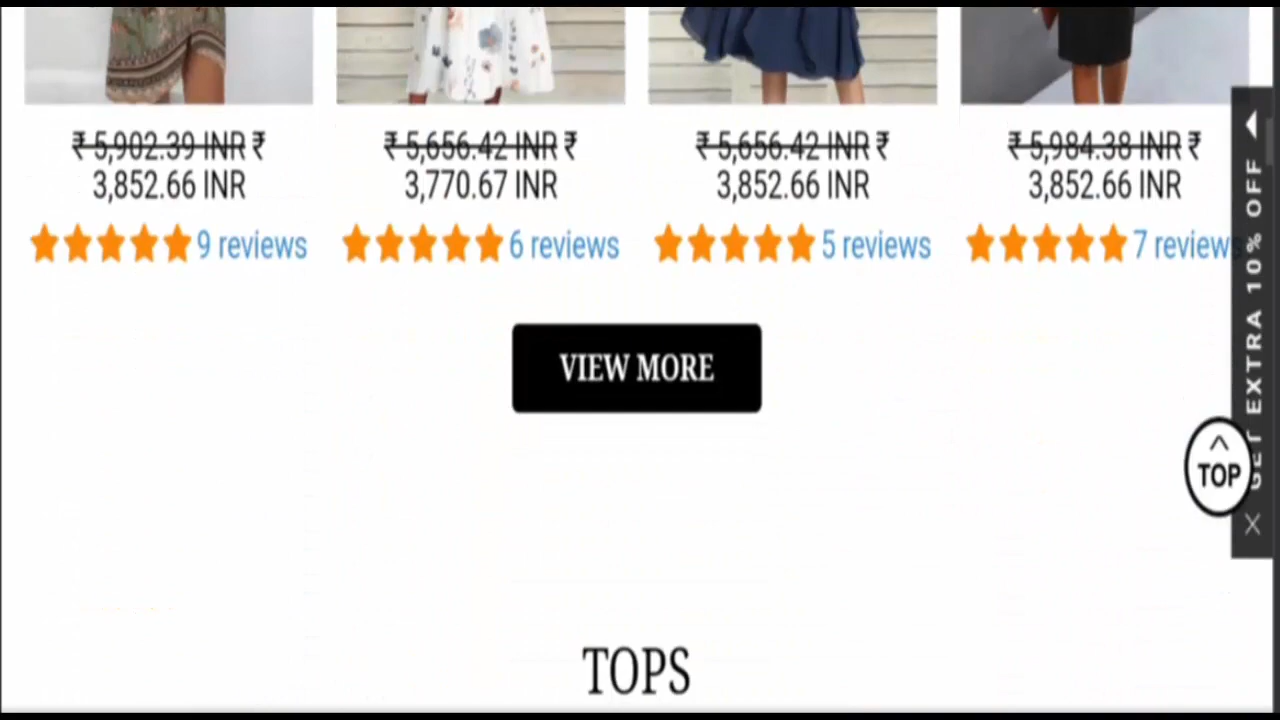 ₹ 5,902.39 INR ₹
3,852.66 INR
₹ 5,656.42 INR ₹
3,770.67 INR
₹ 5,656.42 INR ₹
3,852.66 INR
₹ 5,984.38 INR ₹
3,852.66 INR
9 reviews
6 reviews
5 reviews
7 reviews
GET EXTRA 10% OFF
VIEW MORE
TOP
TOPS